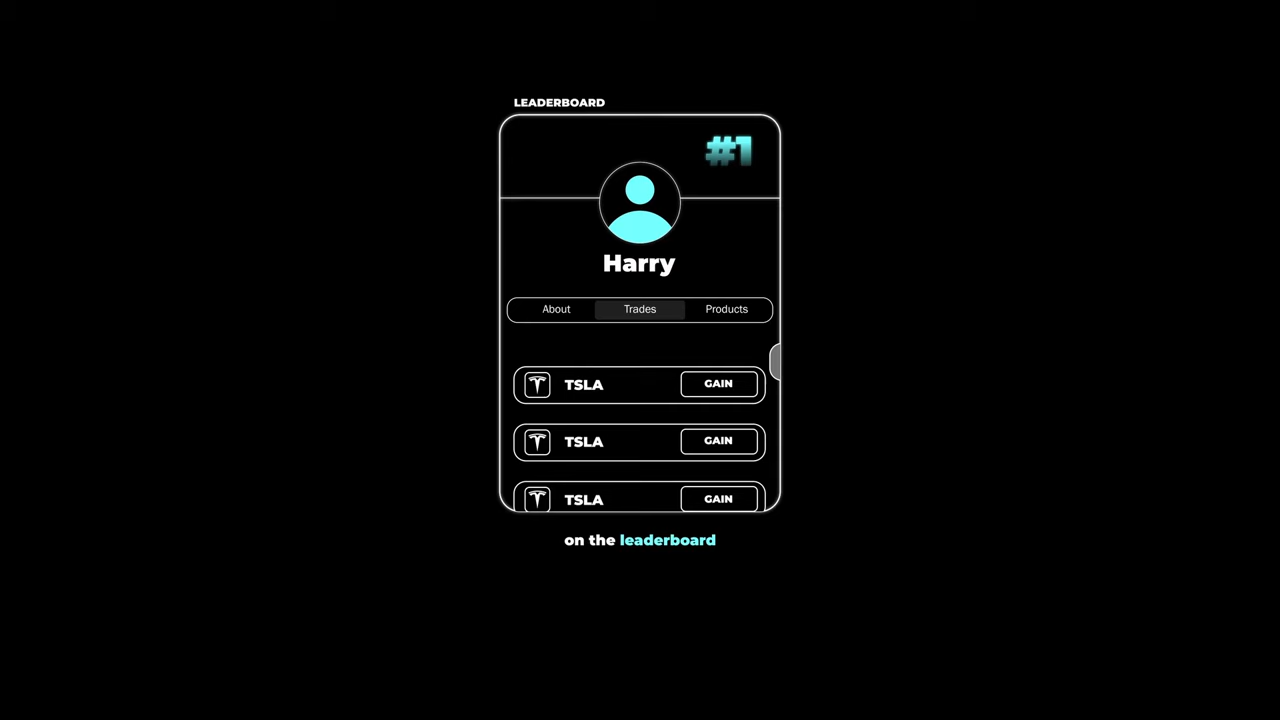 LEADERBOARD
#1
Harry
About Trades Products
TSLA GAIN
TSLA GAIN
TSLA GAIN
on the leaderboard